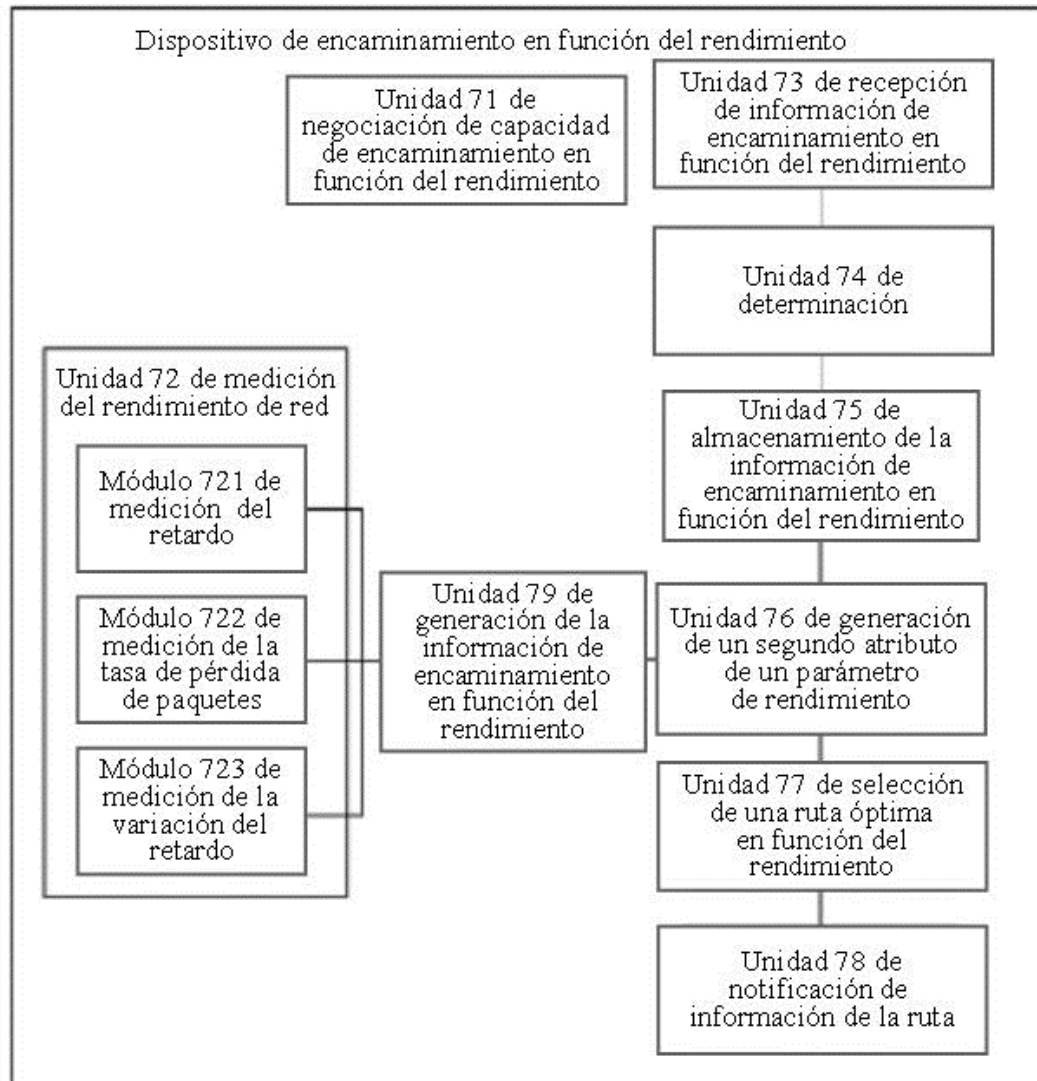 Dispositivo de encaminamiento en función del rendimiento
Unidad 71 de
negociación de capacidad
de encaminamiento en
función del rendimiento
Unidad 73 de recepción
de información de
encaminamiento en
función del rendimiento
Unidad 74 de
determinación
Unidad 72 de medición
del rendimiento de red
Módulo 721 de
medición del
retardo
Módulo 722 de
medición de la
tasa de pérdida
de paquetes
Módulo 723 de
medición de la
variación del
retardo
Unidad 79 de
generación de la
información de
encaminamiento
en función del
rendimiento
Unidad 75 de
almacenamiento de la
información de
encaminamiento en
función del rendimiento
Unidad 76 de generación
de un segundo atributo
de un parámetro
de rendimiento
Unidad 77 de selección
de una ruta óptima
en función del
rendimiento
Unidad 78 de
notificación de
información de la ruta